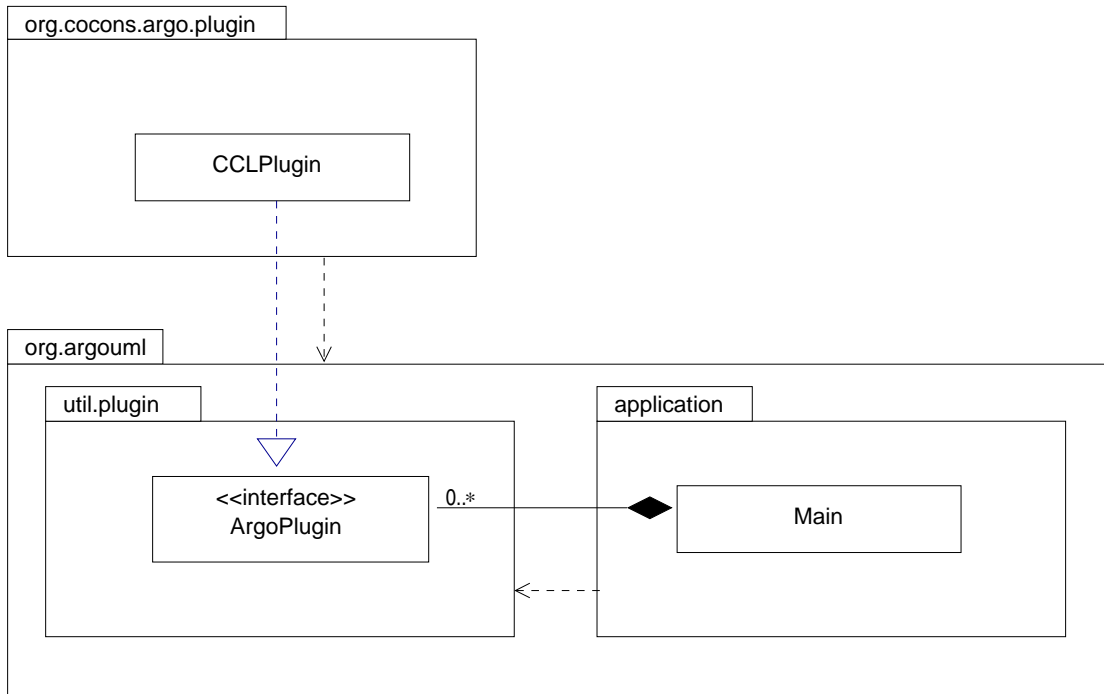 org.cocons.argo.plugin
CCLPlugin
org.argouml
util.plugin
application
<<interface>>
ArgoPlugin
0..*
Main